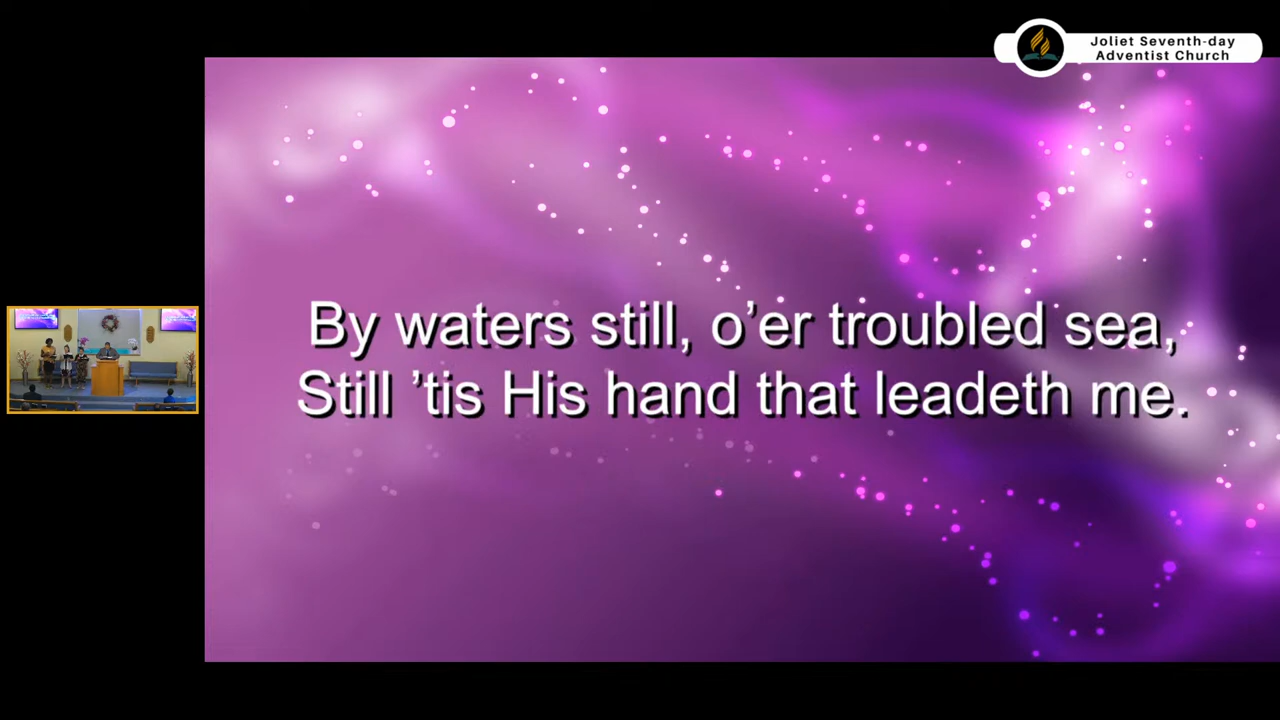 Joliet Seventh-day
Adventist Church
By waters still, o’er troubled sea,
Still ’tis His hand that leadeth me.